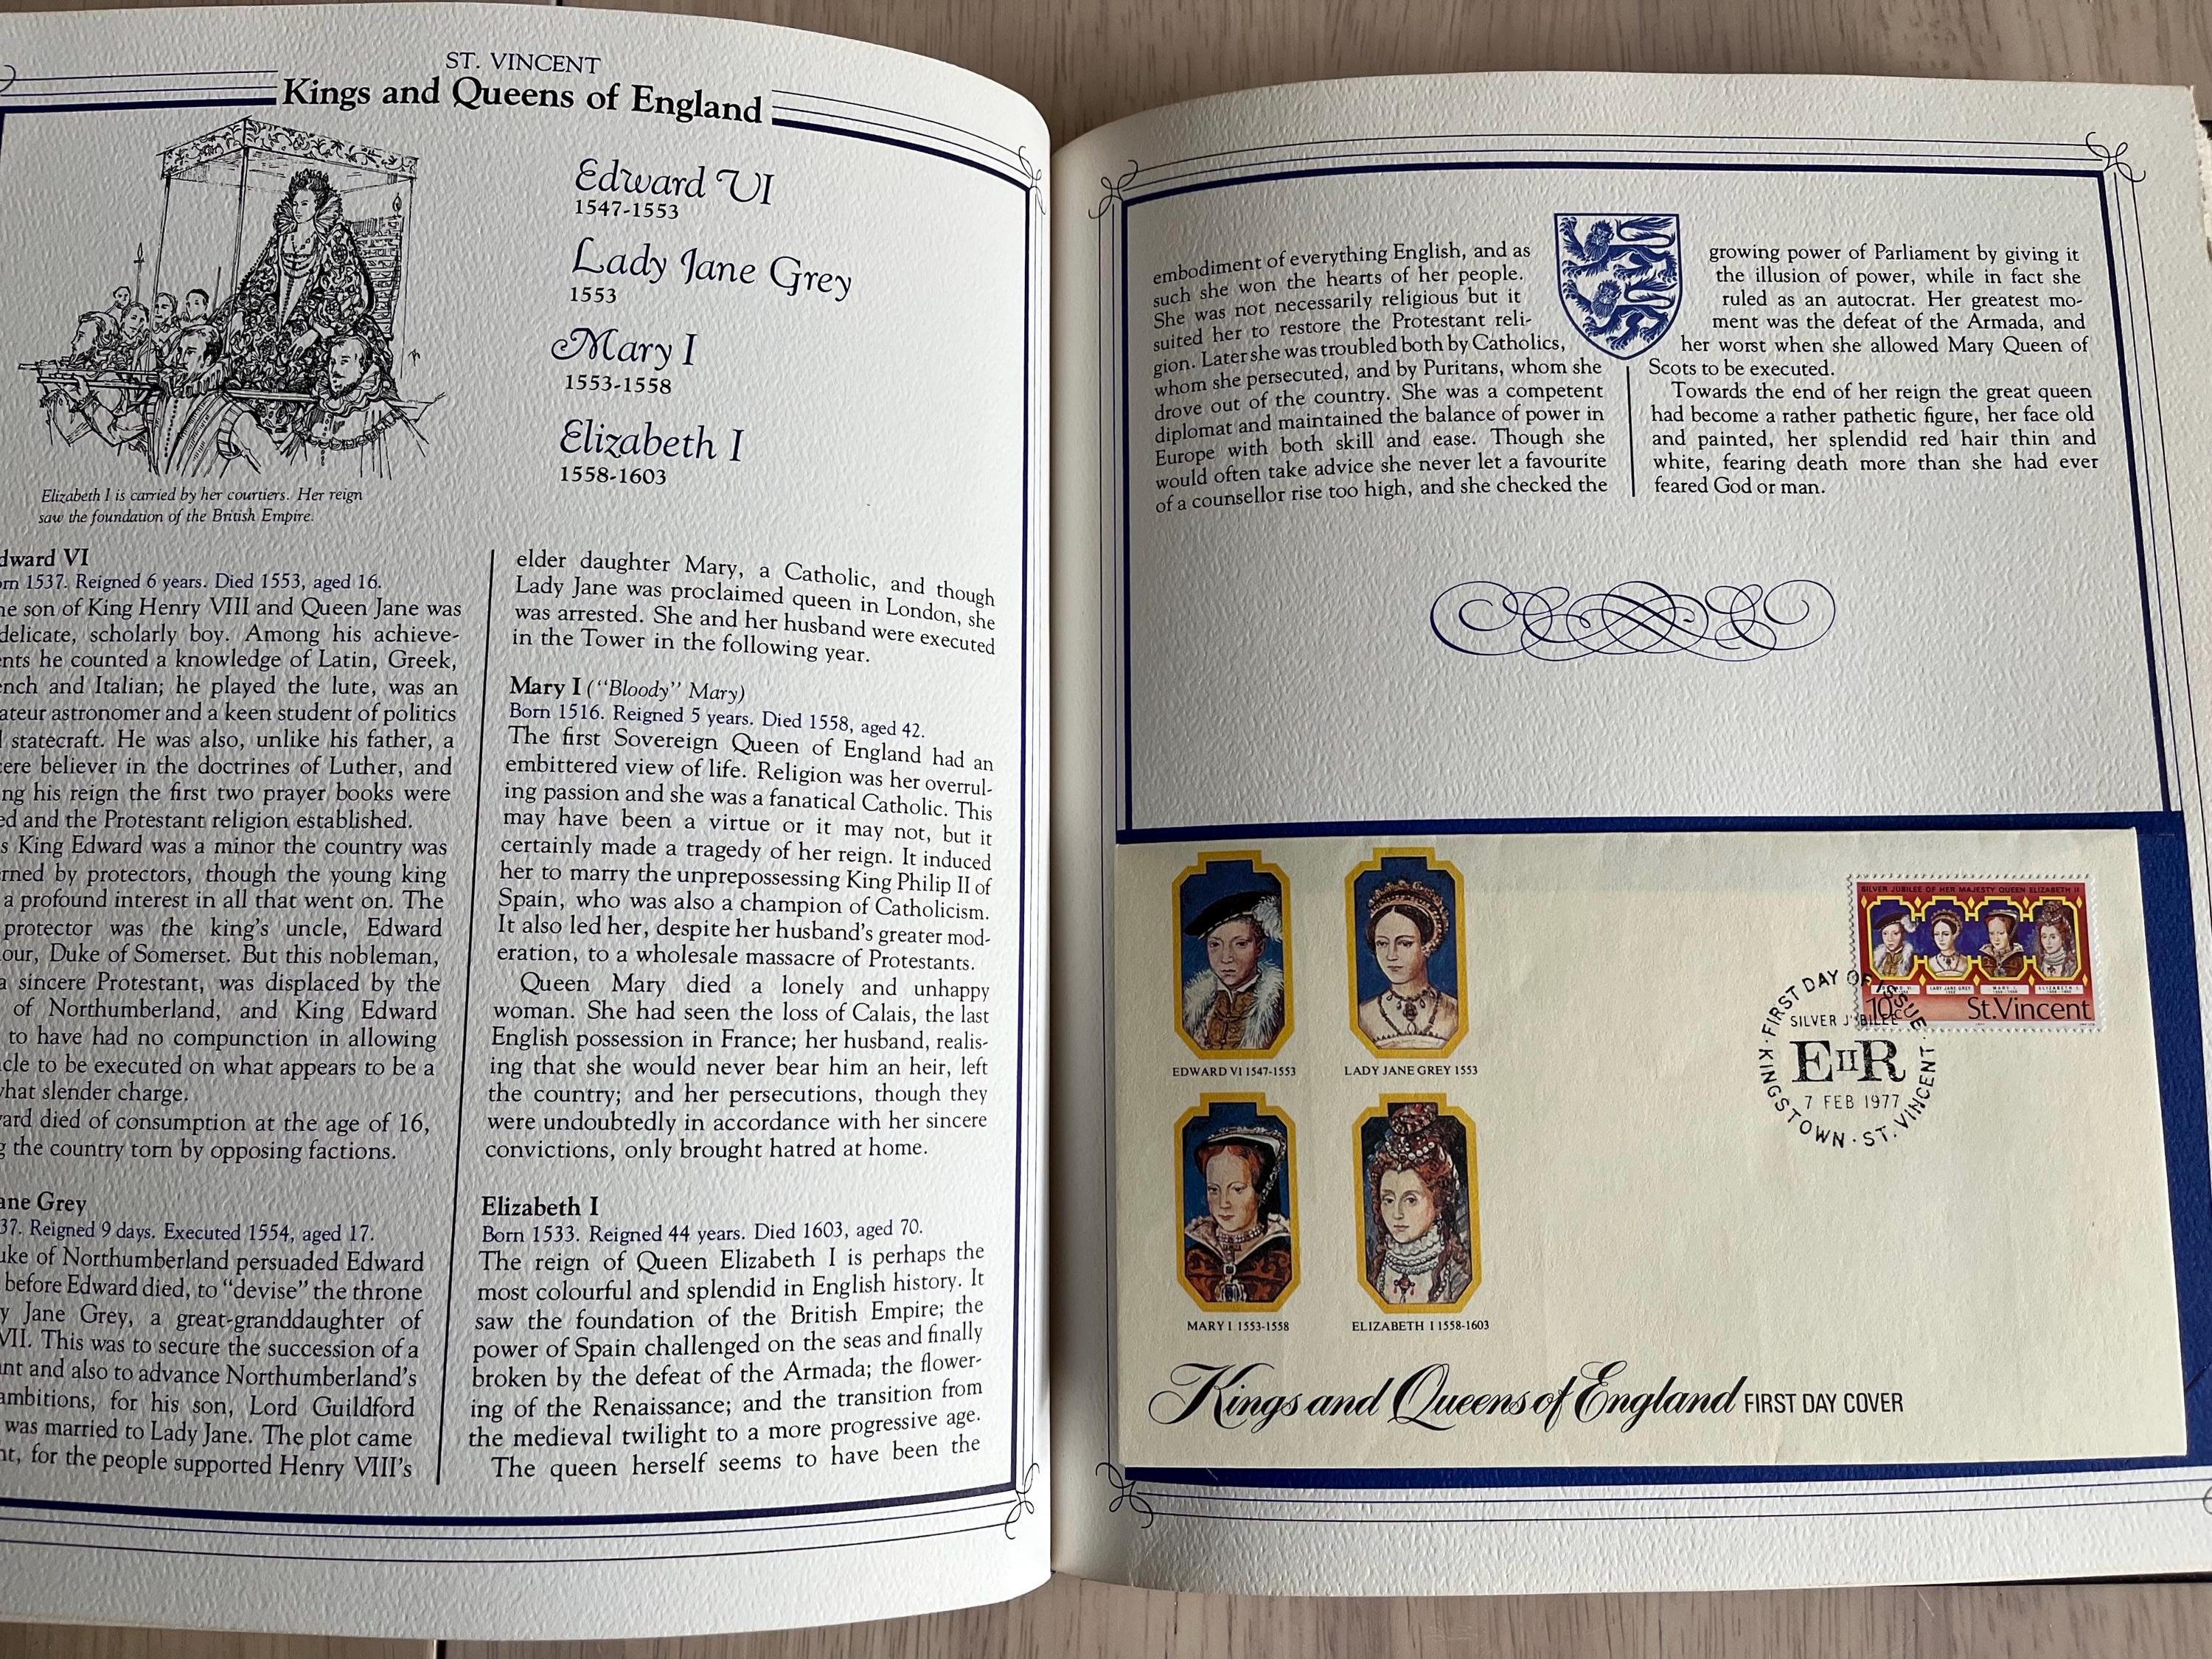 ST. VINCENT
Kings and Queens of England
Edward VI
1547-1553
Lady Jane Grey
1553
Mary I
1553-1558
Elizabeth I
1558-1603
Elizabeth I is carried by her courtiers. Her reign
saw the foundation of the British Empire.
dward VI
rn 1537. Reigned 6 years. Died 1553, aged 16.
he son of King Henry VIII and Queen Jane was
delicate, scholarly boy. Among his achieve-
ents he counted a knowledge of Latin, Greek,
ench and Italian; he played the lute, was an
ateur astronomer and a keen student of politics
statecraft. He was also, unlike his father, a
cere believer in the doctrines of Luther, and
ng his reign the first two prayer books were
ed and the Protestant religion established.
s King Edward was a minor the country was
rned by protectors, though the young king
a profound interest in all that went on. The
protector was the king's uncle, Edward
our, Duke of Somerset. But this nobleman,
a sincere Protestant, was displaced by the
of Northumberland, and King Edward
to have had no compunction in allowing
cle to be executed on what appears to be a
what slender charge.
ard died of consumption at the age of 16,
g the country torn by opposing factions.
ane Grey
37. Reigned 9 days. Executed 1554, aged 17.
uke of Northumberland persuaded Edward
before Edward died, to "devise" the throne
y Jane Grey, a great-granddaughter of
VII. This was to secure the succession of a
nt and also to advance Northumberland's
ambitions, for his son, Lord Guildford
was married to Lady Jane. The plot came
ht, for the people supported Henry VIII's
elder daughter Mary, a Catholic, and though
Lady Jane was proclaimed queen in London, she
was arrested. She and her husband were executed
in the Tower in the following year.
Mary I ("Bloody" Mary)
Born 1516. Reigned 5 years. Died 1558, aged 42.
The first Sovereign Queen of England had an
embittered view of life. Religion was her overrul-
ing passion and she was a fanatical Catholic. This
may have been a virtue or it may not, but it
certainly made a tragedy of her reign. It induced
her to marry the unprepossessing King Philip II of
Spain, who was also a champion of Catholicism.
It also led her, despite her husband's greater mod-
eration, to a wholesale massacre of Protestants.
Queen Mary died a lonely and unhappy
woman. She had seen the loss of Calais, the last
English possession in France; her husband, realis-
ing that she would never bear him an heir, left
the country; and her persecutions, though they
were undoubtedly in accordance with her sincere
convictions, only brought hatred at home.
Elizabeth I
Born 1533. Reigned 44 years. Died 1603, aged 70.
The reign of Queen Elizabeth I is perhaps the
most colourful and splendid in English history. It
saw the foundation of the British Empire; the
power of Spain challenged on the seas and finally
broken by the defeat of the Armada; the flower-
ing of the Renaissance; and the transition from
the medieval twilight to a more progressive age.
The queen herself seems to have been the
embodiment of everything English, and as
such she won the hearts of her people.
She was not necessarily religious but it
suited her to restore the Protestant reli-
gion. Later she was troubled both by Catholics,
whom she persecuted, and by Puritans, whom she
drove out of the country. She was a competent
diplomat and maintained the balance of power in
Europe with both skill and ease. Though she
would often take advice she never let a favourite
of a counsellor rise too high, and she checked the
growing power of Parliament by giving it
the illusion of power, while in fact she
ruled as an autocrat. Her greatest mo-
ment was the defeat of the Armada, and
her worst when she allowed Mary Queen of
Scots to be executed.
Towards the end of her reign the great queen
had become a rather pathetic figure, her face old
and painted, her splendid red hair thin and
white, fearing death more than she had ever
feared God or man.
EDWARD VI 1547-1553
LADY JANE GREY 1553
MARY I 1553-1558
ELIZABETH I 1558-1603
SILVER JUBILEE OF HER MAJESTY QUEEN ELIZABETH II
LADY JANE GREY
MARY I
ELIZABETH I
10c
St.Vincent
FIRST DAY OF ISSUE
SILVER JUBILEE
EIIR
7 FEB 1977
KINGSTOWN · ST. VINCENT
Kings and Queens of England FIRST DAY COVER